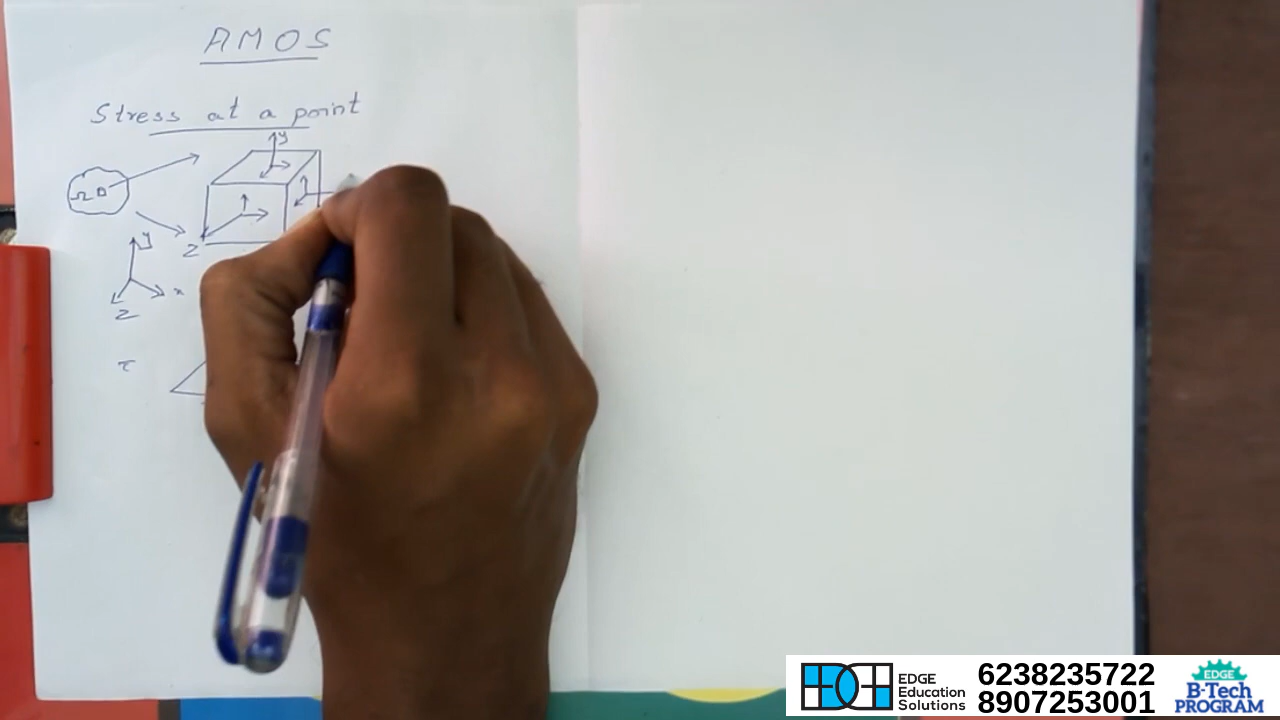 AMOS
Stress at a point
y
Z
y
x
Z
τ
EDGE
Education
Solutions
6238235722
8907253001
EDGE
B-Tech
PROGRAM